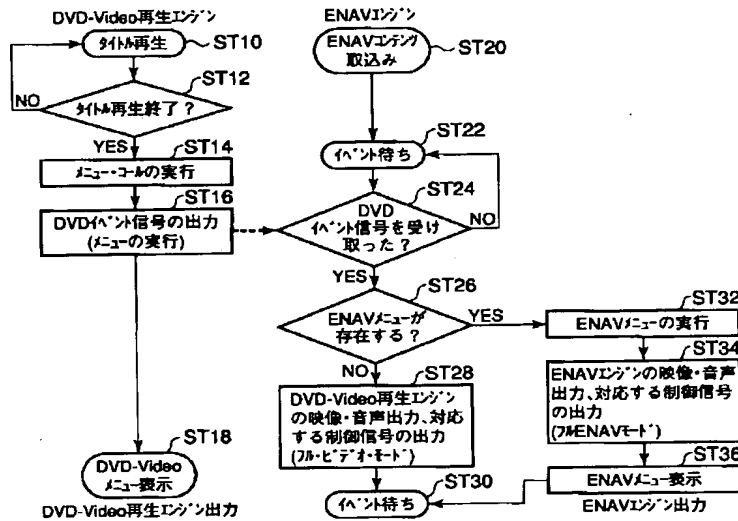 DVD-Video再生エンジン
タイトル再生
ST10
ST12
タイトル再生終了？
NO
YES
ST14
メニュー・コールの実行
ST16
DVDイベント信号の出力
(メニューの実行)
ST18
DVD-Video
メニュー表示
DVD-Video再生エンジン出力
ENAVエンジン
ENAVコンテンツ
取込み
ST20
ST22
イベント待ち
ST24
DVD
イベント信号を受け
取った？
NO
YES
ST26
ENAVメニューが
存在する？
YES
NO
ST28
DVD-Video再生エンジン
の映像・音声出力、対応
する制御信号の出力
(フル・ビデオ・モード)
ST30
イベント待ち
ST32
ENAVメニューの実行
ST34
ENAVエンジンの映像・音声
出力、対応する制御信号
の出力
(フルENAVモード)
ST36
ENAVメニュー表示
ENAVエンジン出力